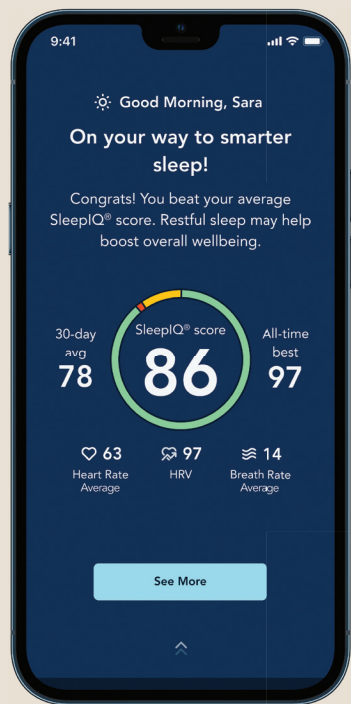 9:41
Good Morning, Sara
On your way to smarter
sleep!
Congrats! You beat your average
SleepIQ® score. Restful sleep may help
boost overall wellbeing.
30-day
avg
78
SleepIQ® score
86
All-time
best
97
63
Heart Rate
Average
97
HRV
14
Breath Rate
Average
See More